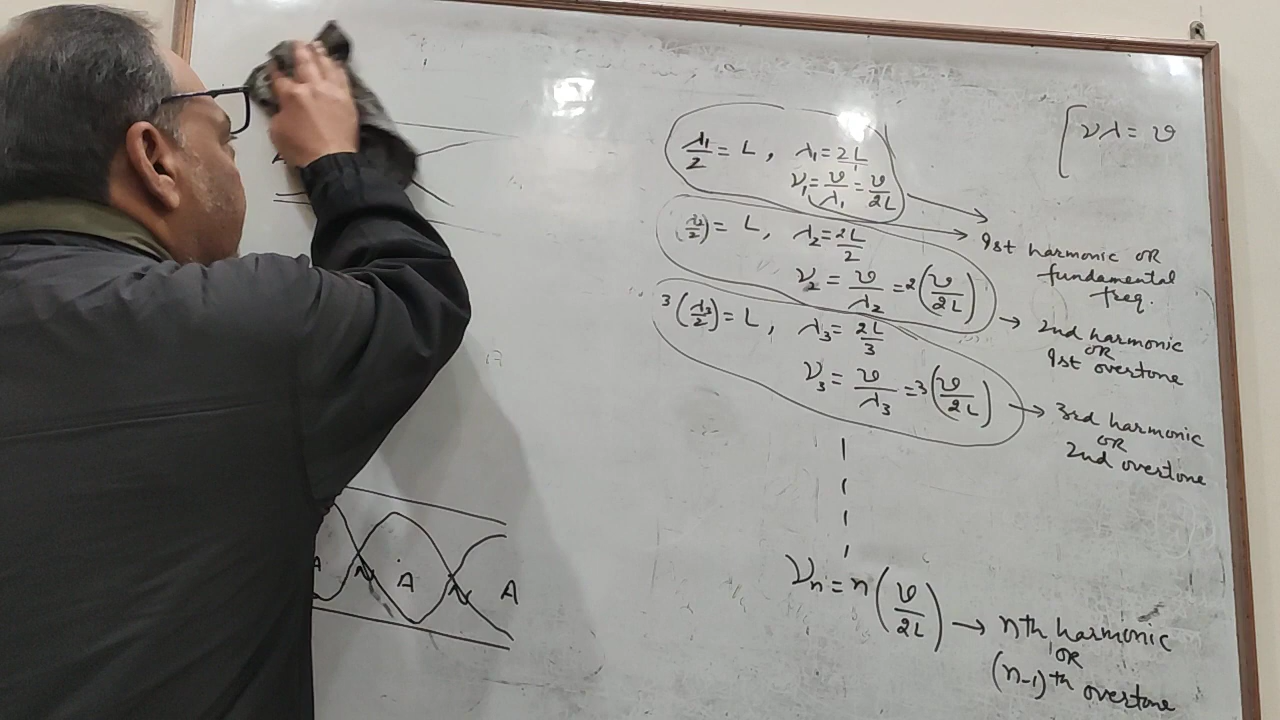 νλ = v
λ₁/2 = L, λ₁ = 2L/1
ν₁ = v/λ₁ = v/2L
(λ₂/2) = L, λ₂ = 2L/2
ν₂ = v/λ₂ = 2(v/2L)
3(λ₃/2) = L, λ₃ = 2L/3
ν₃ = v/λ₃ = 3(v/2L)
1st harmonic OR
fundamental
freq.
2nd harmonic
OR
1st overtone
3rd harmonic
OR
2nd overtone
νₙ = n(v/2L) → nth harmonic
OR
(n-1)th overtone
A N A N A